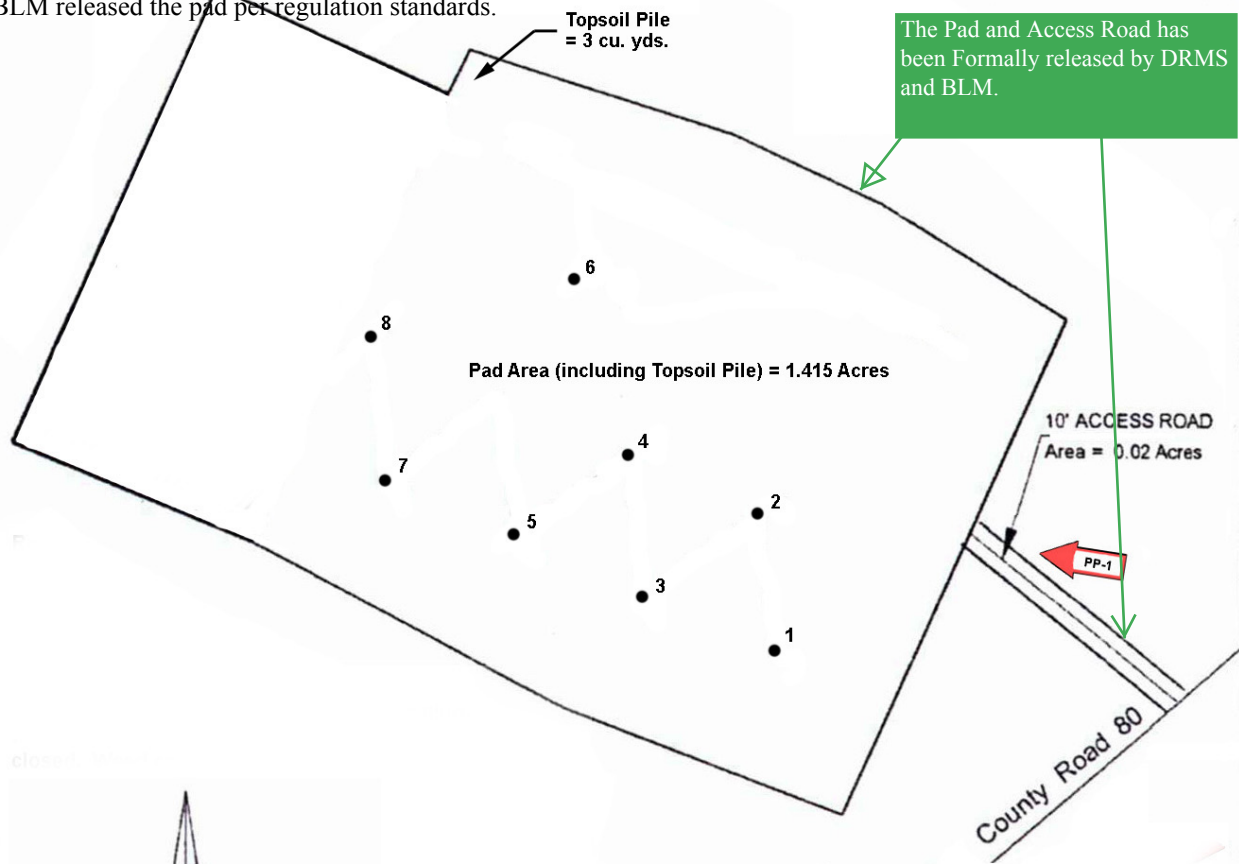 BLM released the pad per regulation standards.
Topsoil Pile
= 3 cu. yds.
The Pad and Access Road has
been Formally released by DRMS
and BLM.
6
8
Pad Area (including Topsoil Pile) = 1.415 Acres
10' ACCESS ROAD
Area = 0.02 Acres
4
7
2
5
PP-1
3
1
County Road 80